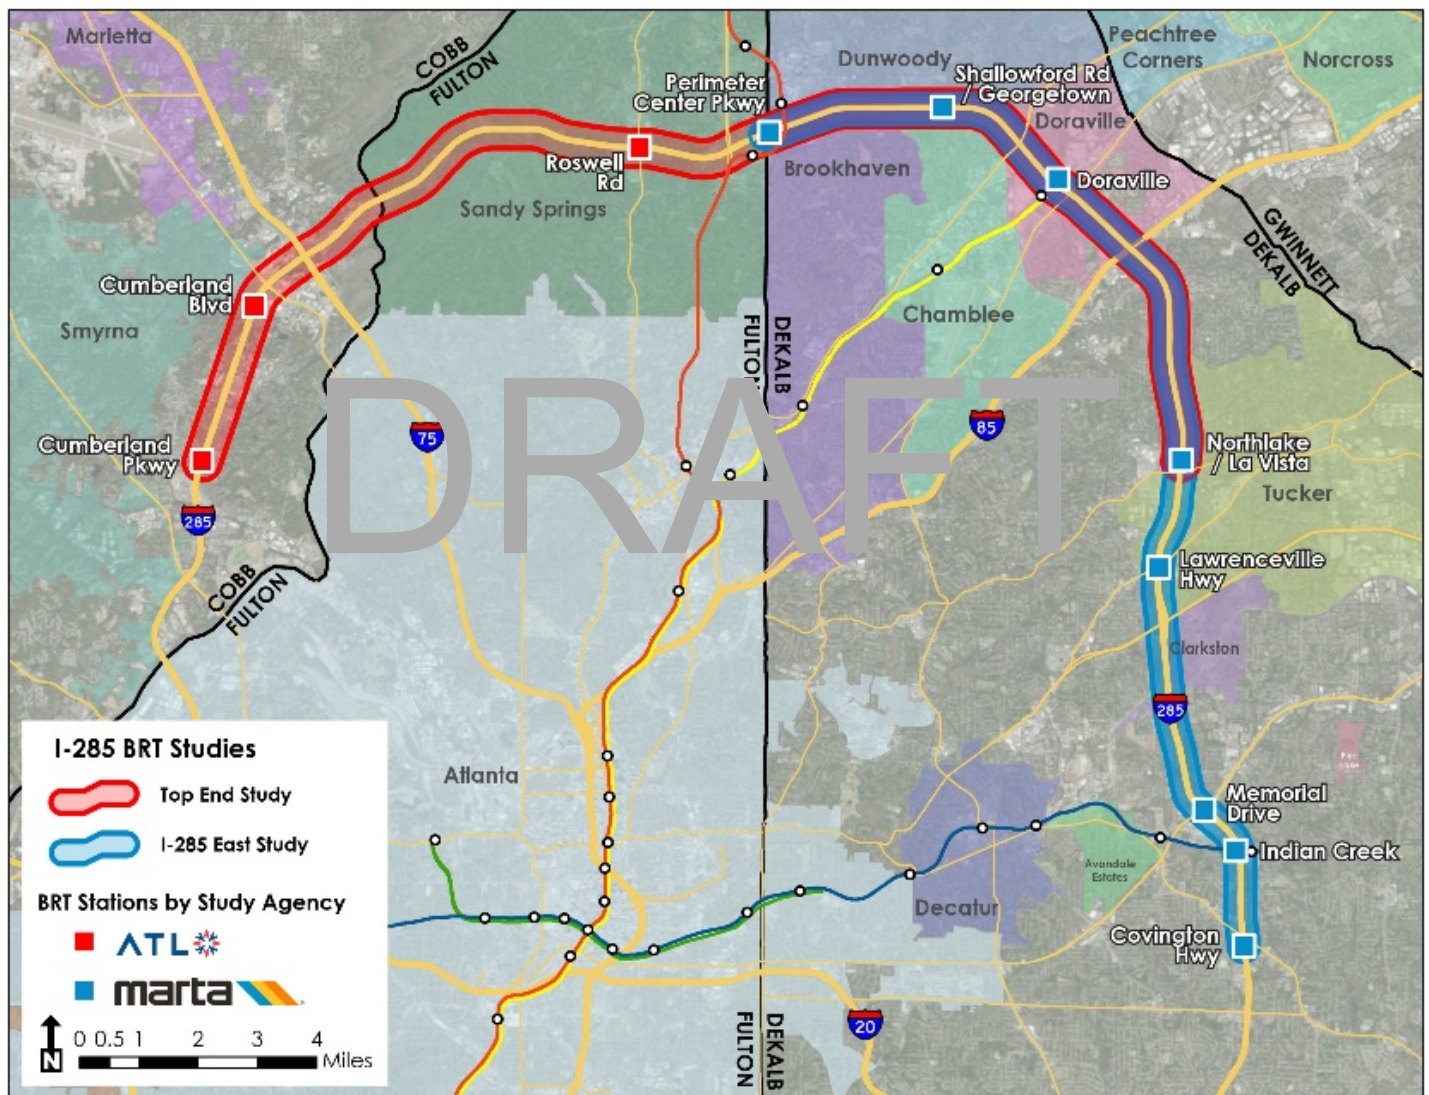 Marietta
COBB
FULTON
Dunwoody
Peachtree
Corners
Norcross
Perimeter
Center Pkwy
Shallowford Rd
/ Georgetown
Doraville
Roswell
Rd
Brookhaven
Doraville
Sandy Springs
GWINNETT
DEKALB
Cumberland
Blvd
Smyrna
Chamble​e
FULTON
DEKALB
DRAFT
75
85
Cumberland
Pkwy
Northlake
/ La Vista
Tucker
285
Lawrenceville
Hwy
COBB
FULTON
Clarkston
285
I-285 BRT Studies
Top End Study
I-285 East Study
BRT Stations by Study Agency
ATL
marta
0 0.5 1 2 3 4
Miles
N
Atlanta
Memorial
Drive
Indian Creek
Avondale
Estates
Decatur
Covington
Hwy
20
FULTON
DEKALB